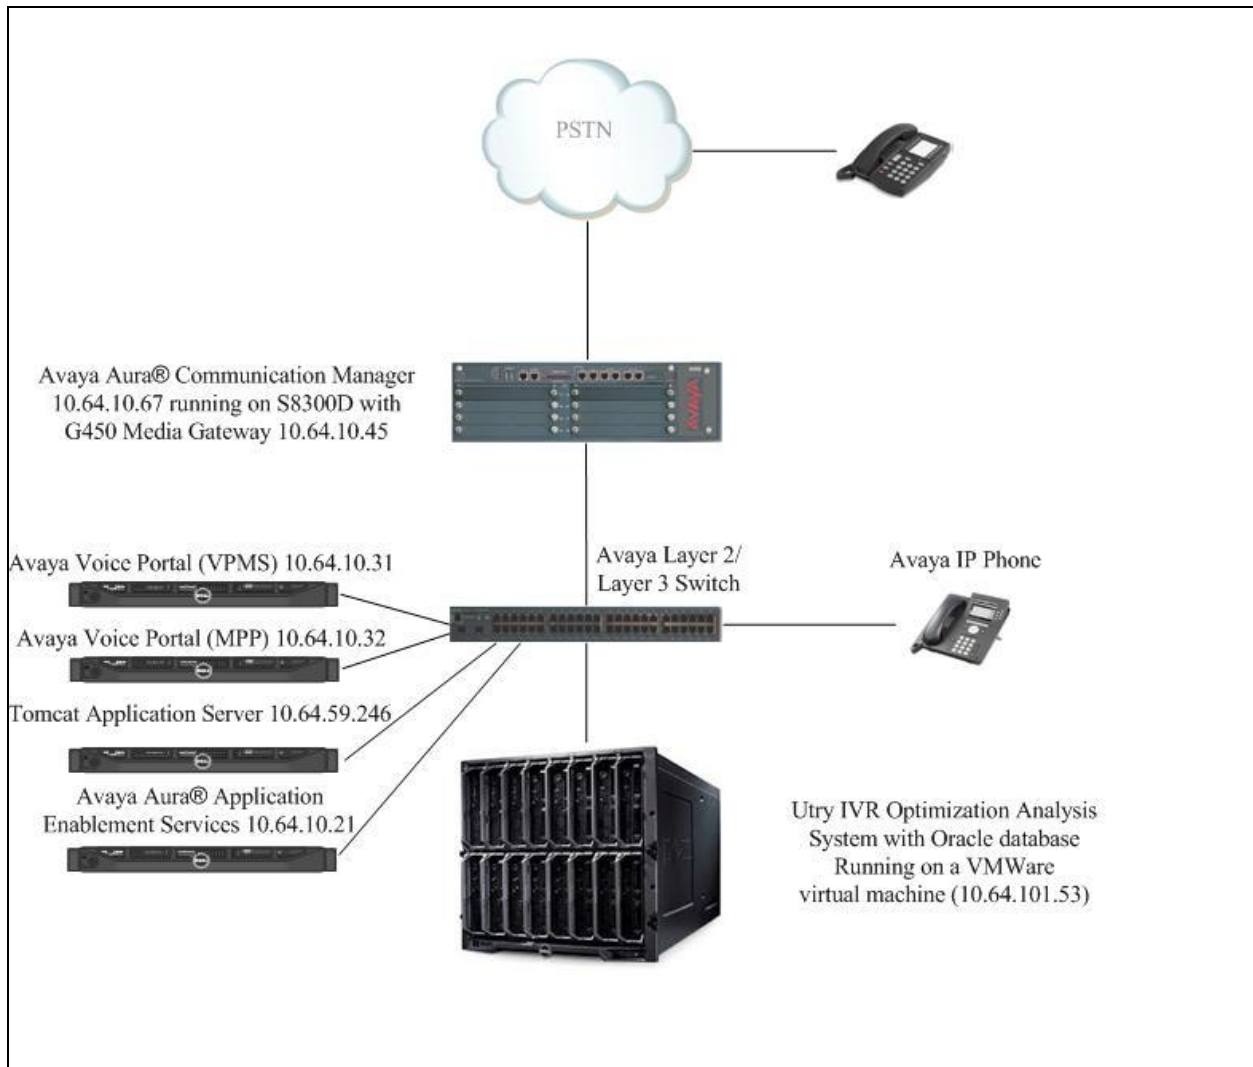 PSTN
Avaya Aura® Communication Manager
10.64.10.67 running on S8300D with
G450 Media Gateway 10.64.10.45
AVAYA
Avaya Voice Portal (VPMS) 10.64.10.31
Avaya Layer 2/
Layer 3 Switch
Avaya IP Phone
Avaya Voice Portal (MPP) 10.64.10.32
Tomcat Application Server 10.64.59.246
Avaya Aura® Application
Enablement Services 10.64.10.21
Utry IVR Optimization Analysis
System with Oracle database
Running on a VMWare
virtual machine (10.64.101.53)